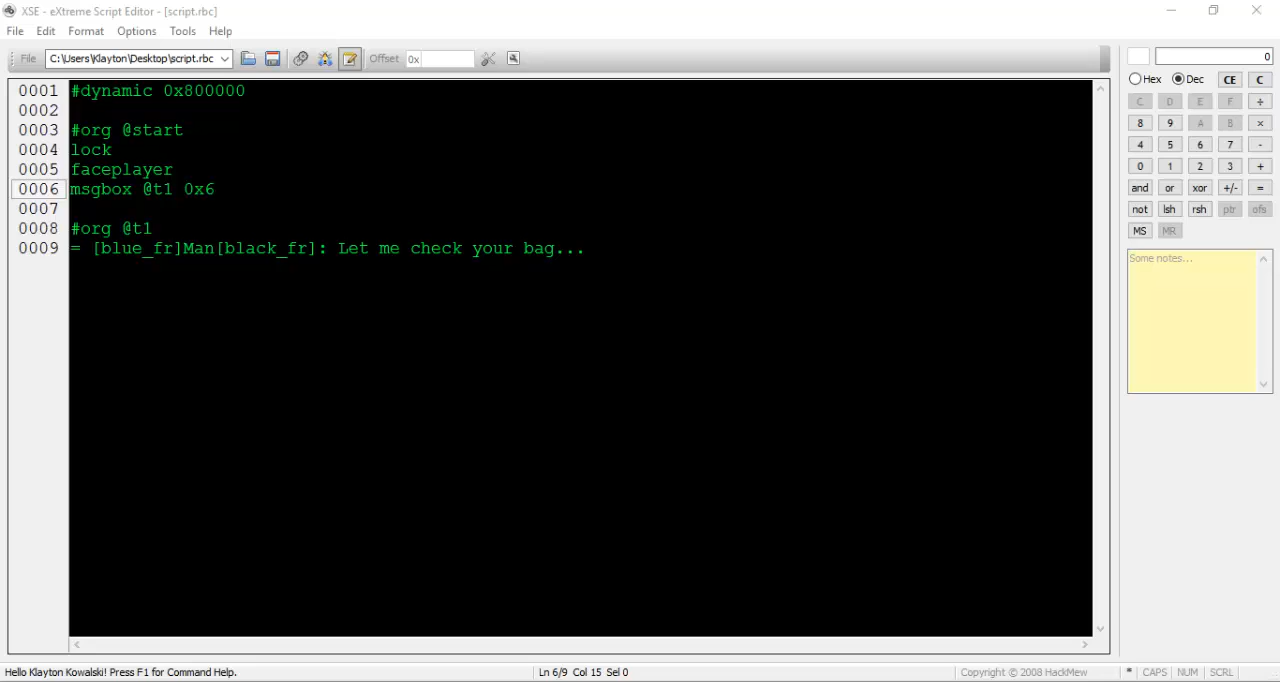 XSE - eXtreme Script Editor - [script.rbc]
File Edit Format Options Tools Help
File C:\Users\Klayton\Desktop\script.rbc Offset 0x
0
Hex Dec CE C
C D E F ÷
8 9 A B ×
4 5 6 7 -
0 1 2 3 +
and or xor +/- =
not lsh rsh ptr ofs
MS MR
Some notes...
0001 #dynamic 0x800000
0002
0003 #org @start
0004 lock
0005 faceplayer
0006 msgbox @t1 0x6
0007
0008 #org @t1
0009 = [blue_fr]Man[black_fr]: Let me check your bag...
Hello Klayton Kowalski! Press F1 for Command Help. Ln 6/9 Col 15 Sel 0 Copyright © 2008 HackMew * CAPS NUM SCRL